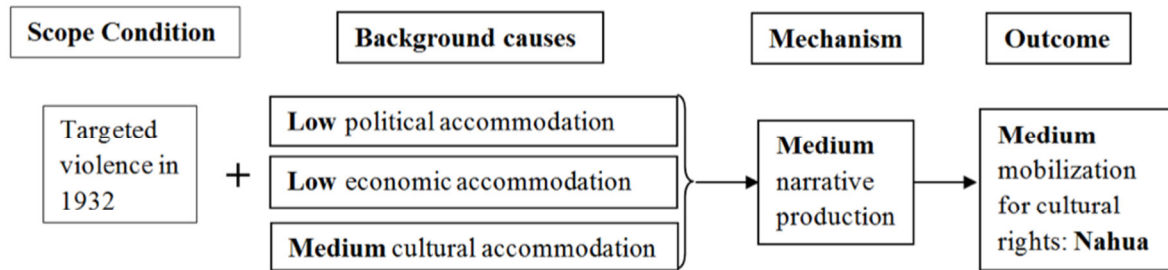 Scope Condition
Background causes
Mechanism
Outcome
Targeted
violence in
1932
+
Low political accommodation
Low economic accommodation
Medium cultural accommodation
Medium
narrative
production
Medium
mobilization
for cultural
rights: Nahua